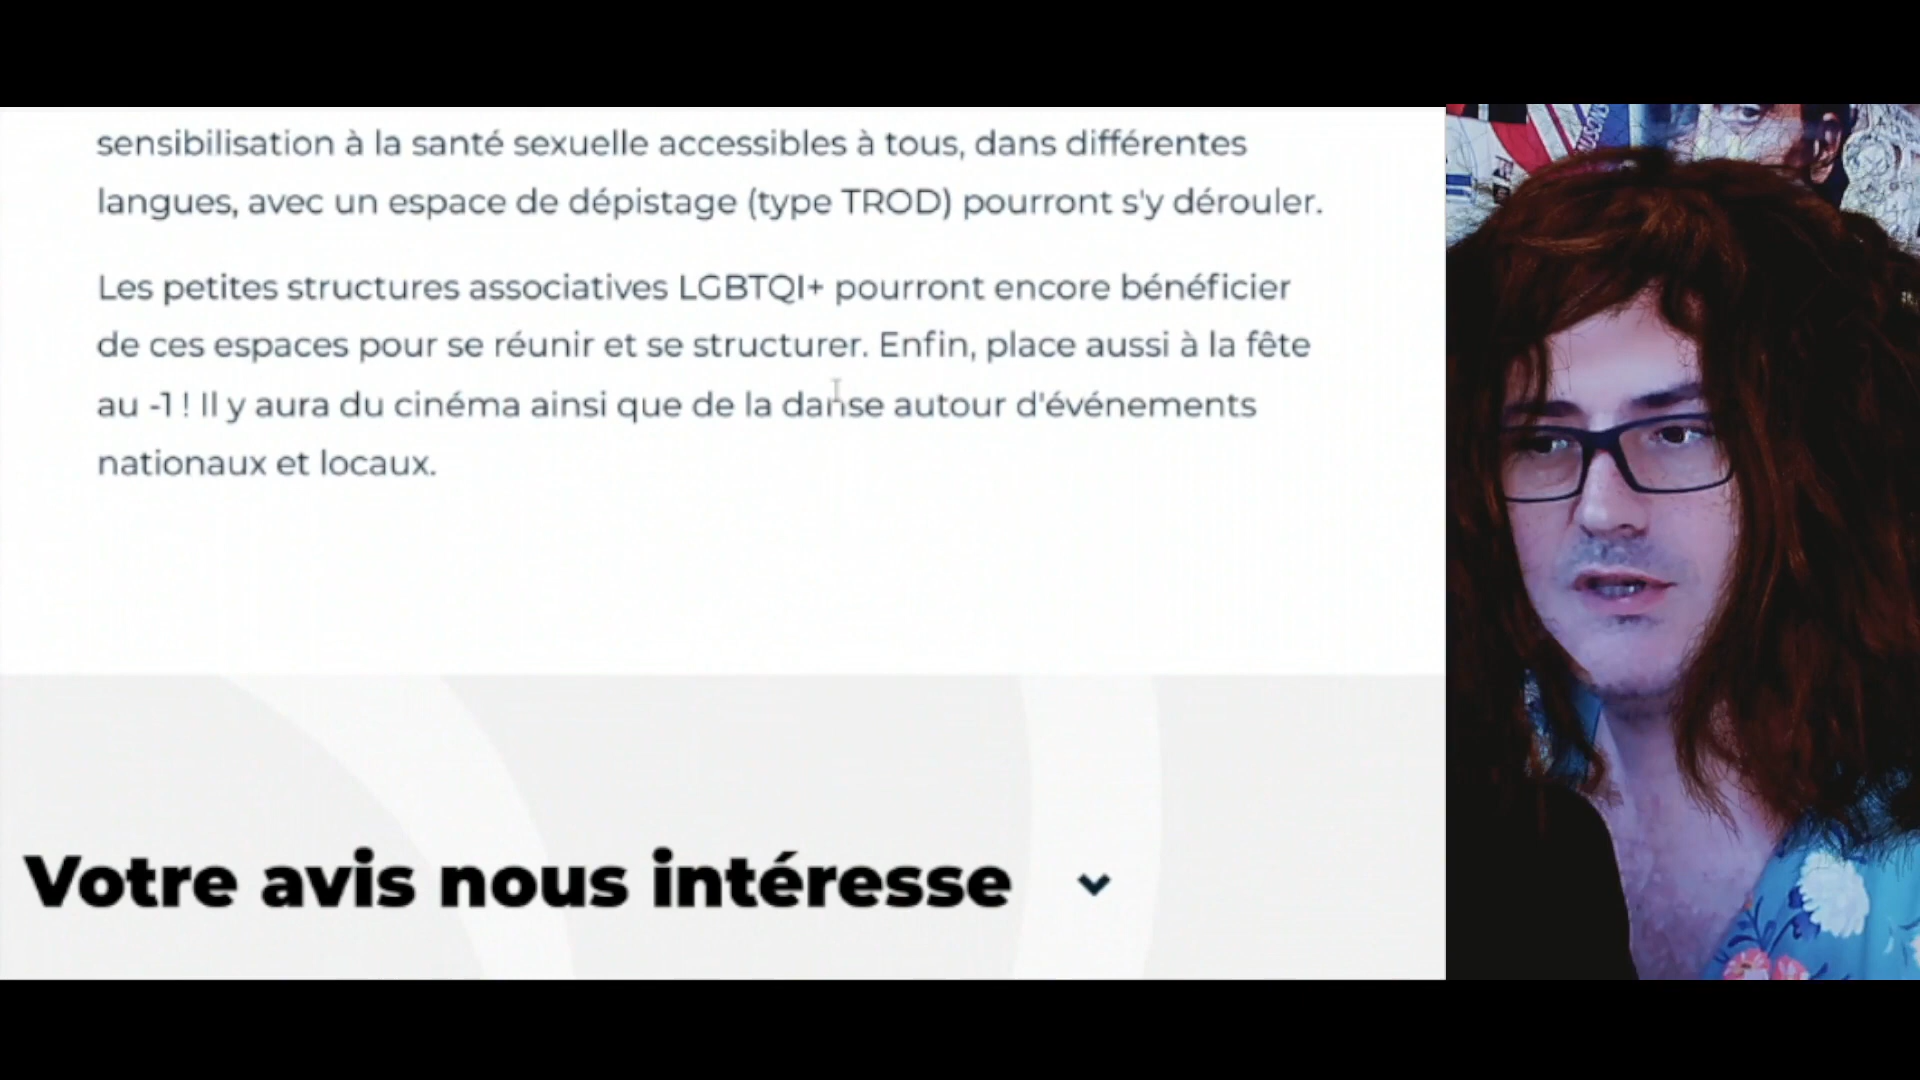 sensibilisation à la santé sexuelle accessibles à tous, dans différentes
langues, avec un espace de dépistage (type TROD) pourront s'y dérouler.
Les petites structures associatives LGBTQI+ pourront encore bénéficier
de ces espaces pour se réunir et se structurer. Enfin, place aussi à la fête
au -1 ! Il y aura du cinéma ainsi que de la danse autour d'événements
nationaux et locaux.
Votre avis nous intéresse